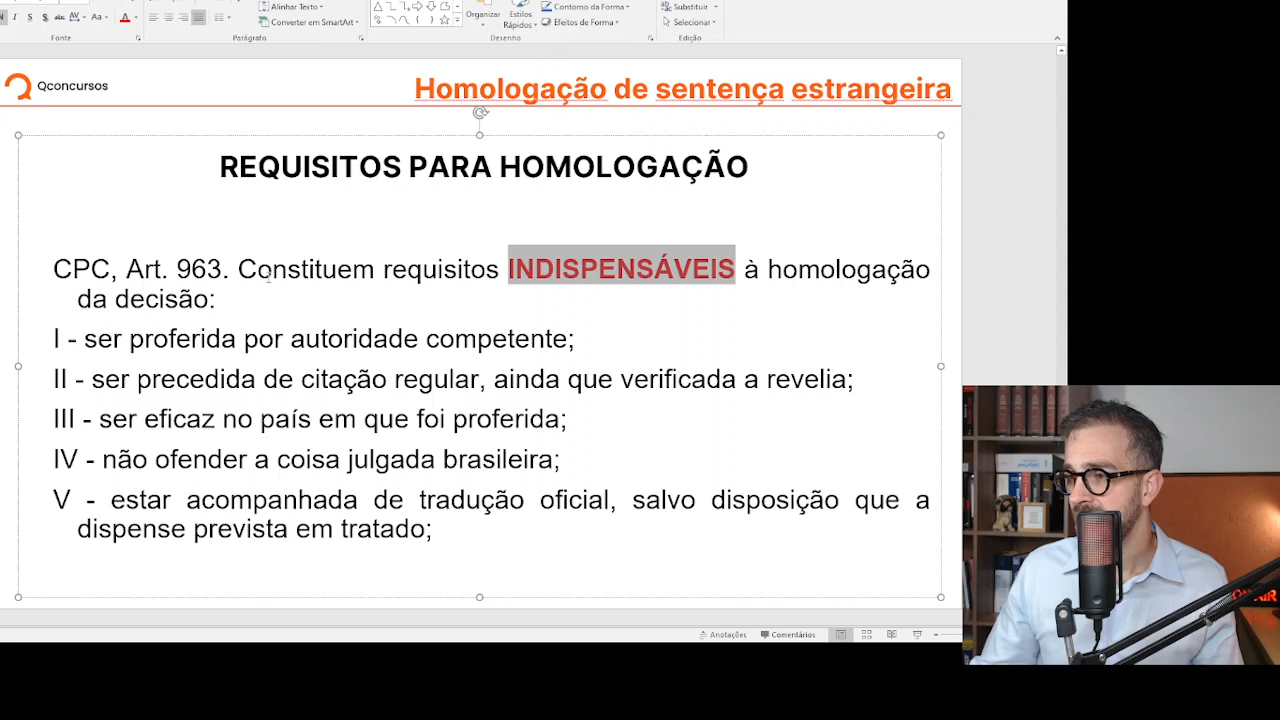 Alinhar Texto
Converter em SmartArt
Organizar
Estilos
Rápidos
Contorno da Forma
Efeitos de Forma
Substituir
Selecionar
I S abc AV Aa A
Fonte
Parágrafo
Desenho
Edição
Qconcursos
Homologação de sentença estrangeira
REQUISITOS PARA HOMOLOGAÇÃO
CPC, Art. 963. Constituem requisitos INDISPENSÁVEIS à homologação
da decisão:
I - ser proferida por autoridade competente;
II - ser precedida de citação regular, ainda que verificada a revelia;
III - ser eficaz no país em que foi proferida;
IV - não ofender a coisa julgada brasileira;
V - estar acompanhada de tradução oficial, salvo disposição que a
dispense prevista em tratado;
Anotações
Comentários